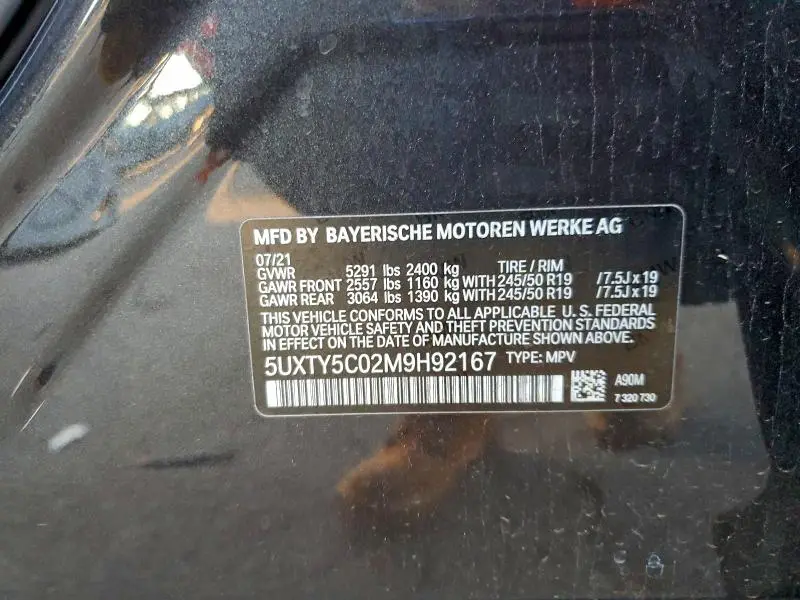 MFD BY BAYERISCHE MOTOREN WERKE AG
07/21
GVWR 5291 lbs 2400 kg TIRE / RIM
GAWR FRONT 2557 lbs 1160 kg WITH 245/50 R19 /7.5J x 19
GAWR REAR 3064 lbs 1390 kg WITH 245/50 R19 /7.5J x 19
THIS VEHICLE CONFORMS TO ALL APPLICABLE U. S. FEDERAL
MOTOR VEHICLE SAFETY AND THEFT PREVENTION STANDARDS
IN EFFECT ON THE DATE OF MANUFACTURE SHOWN ABOVE.
5UXTY5C02M9H92167 TYPE: MPV
A90M
7 320 730